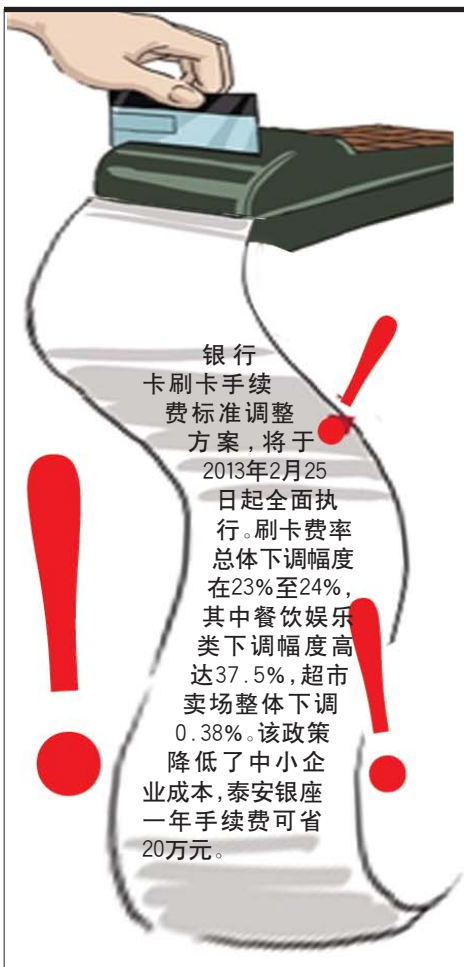 银行
卡刷卡手续
费标准调整
方案，将于
2013年2月25
日起全面执
行。刷卡费率
总体下调幅度
在23%至24%，
其中餐饮娱乐
类下调幅度高
达37.5%，超市
卖场整体下调
0.38%。该政策
降低了中小企
业成本，泰安银座
一年手续费可省
20万元。